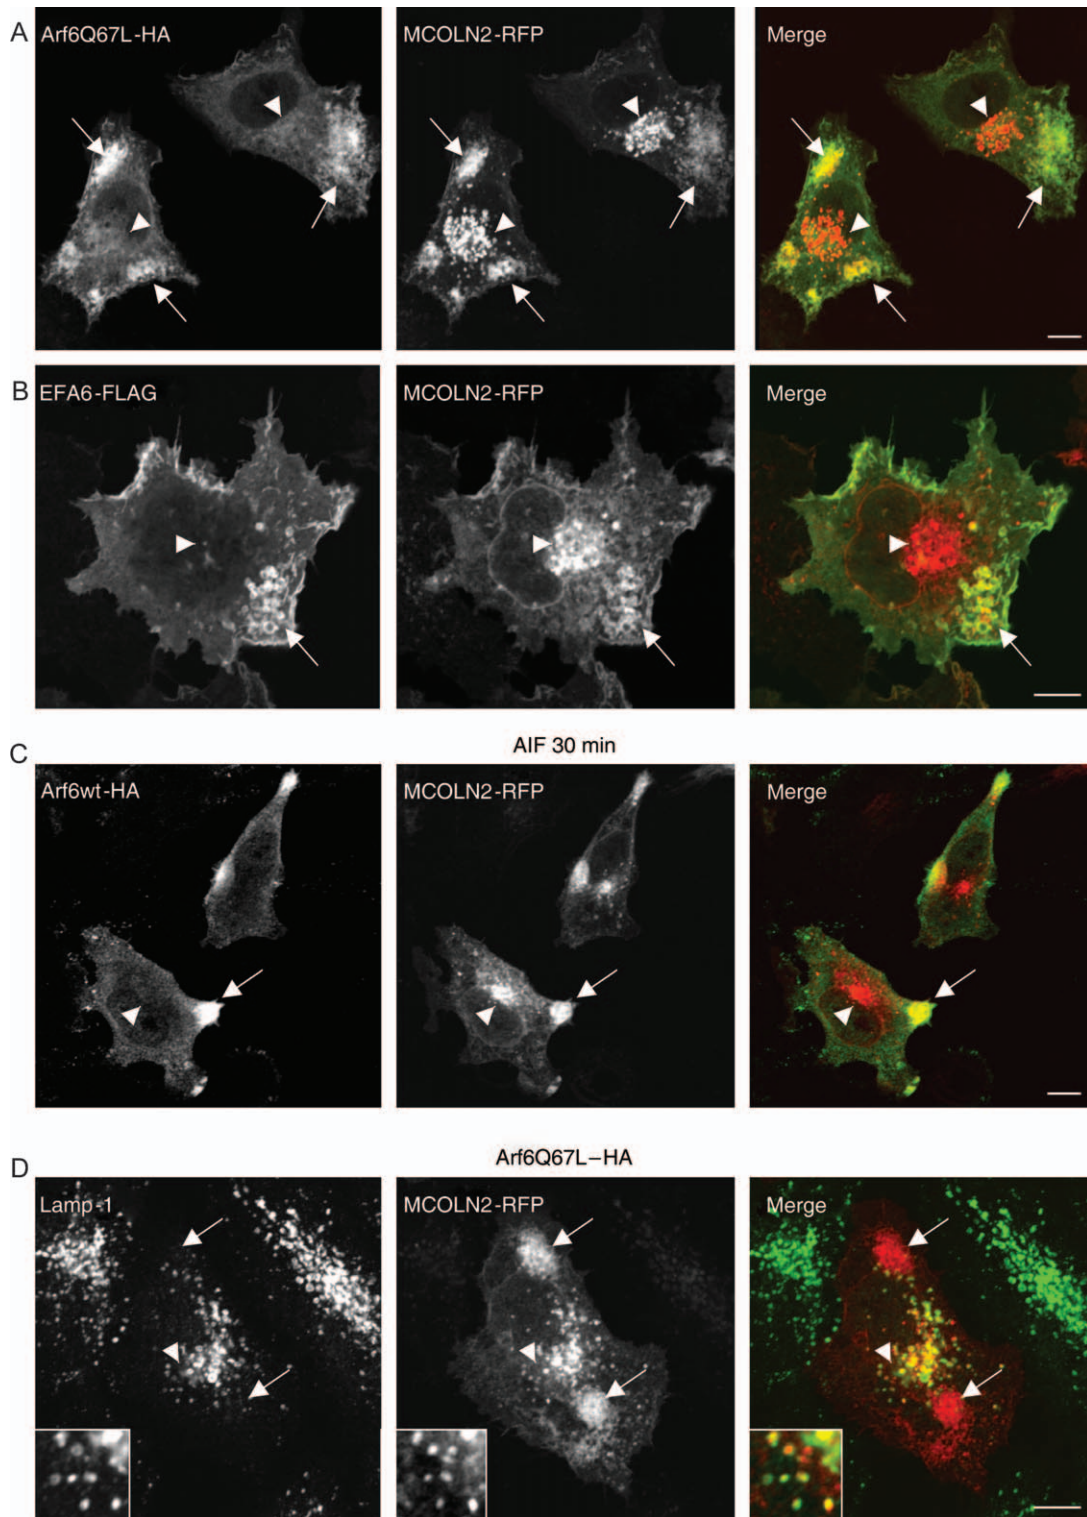 A
Arf6Q67L-HA
MCOLN2-RFP
Merge
B
EFA6-FLAG
MCOLN2-RFP
Merge
AIF 30 min
C
Arf6wt-HA
MCOLN2-RFP
Merge
Arf6Q67L–HA
D
Lamp-1
MCOLN2-RFP
Merge